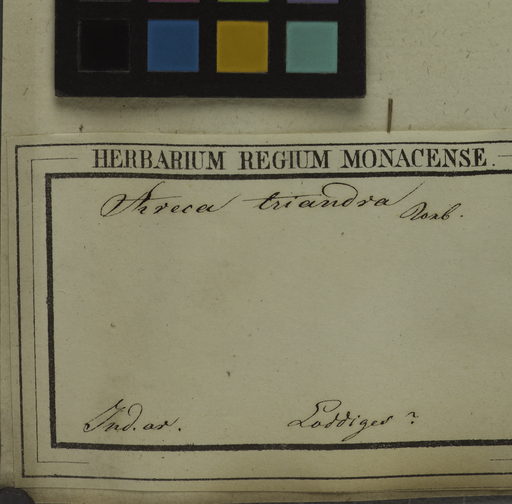 HERBARIUM REGIUM MONACENSE.
Areca triandra Roxb.
Ind. or. Loddiges ?